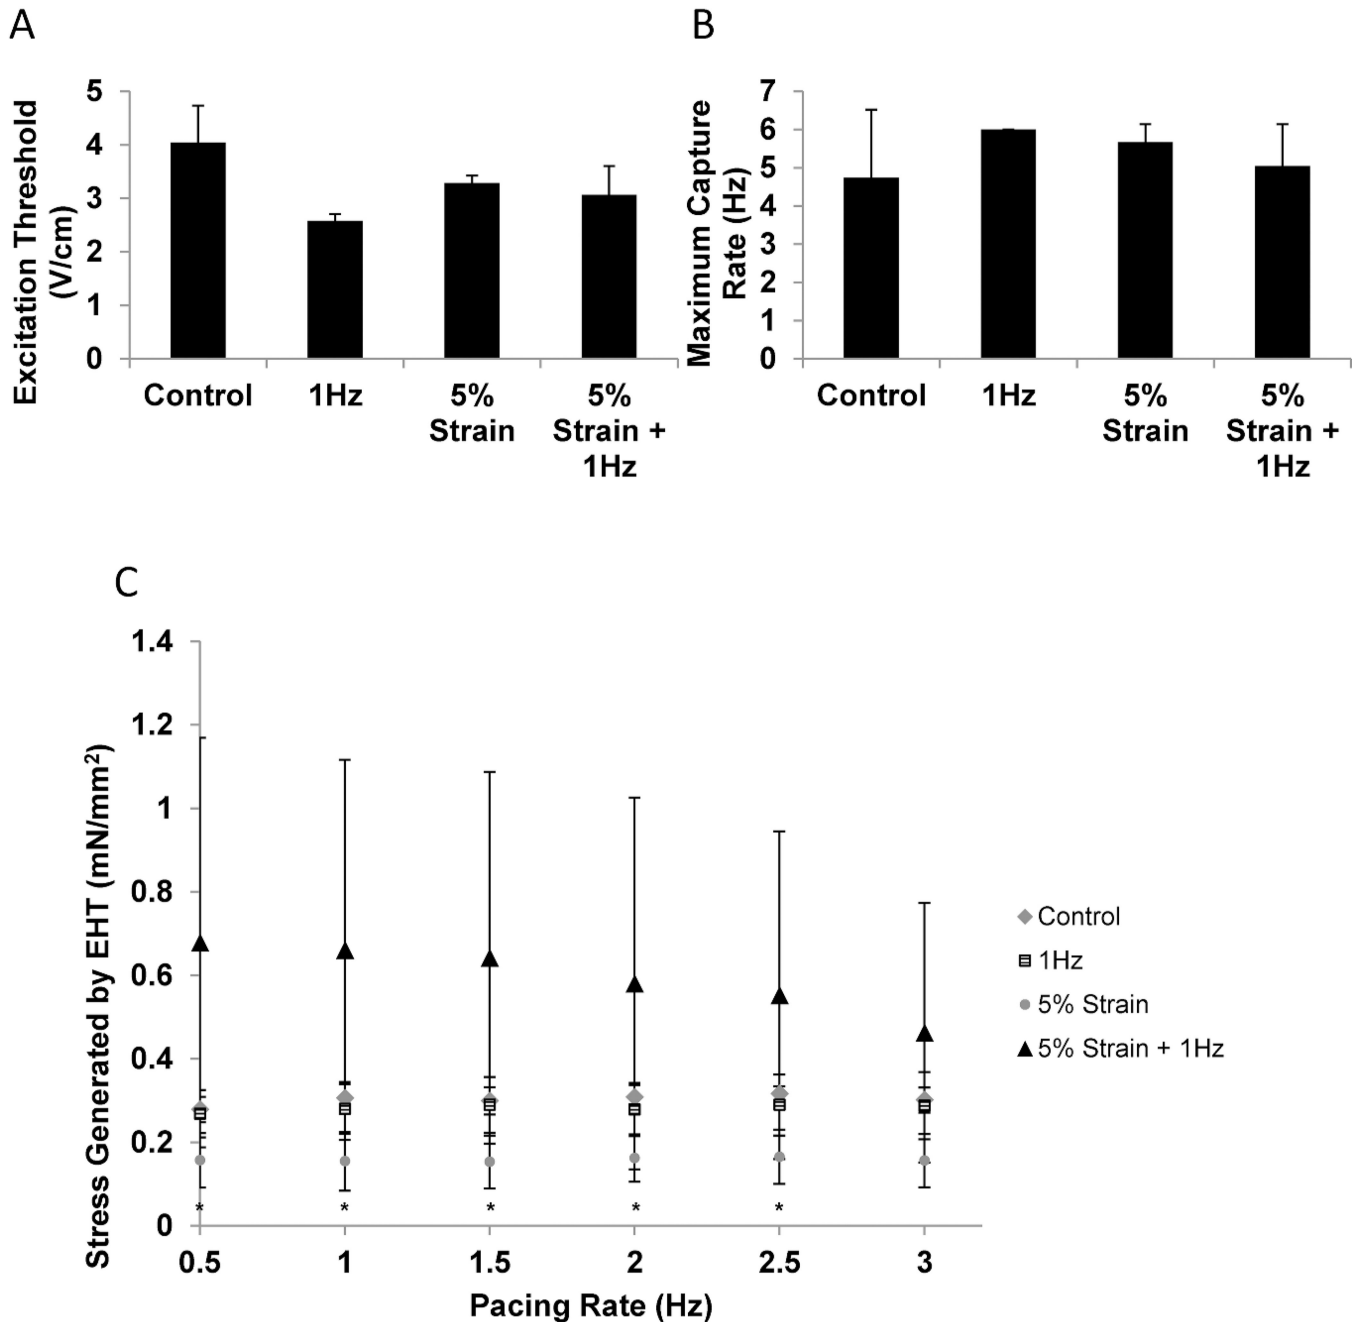 A
Excitation Threshold
(V/cm)
5
4
3
2
1
0
Control
1Hz
5%
Strain
5%
Strain +
1Hz
B
Maximum Capture
Rate (Hz)
7
6
5
4
3
2
1
0
Control
1Hz
5%
Strain
5%
Strain +
1Hz
C
Stress Generated by EHT (mN/mm²)
1.4
1.2
1
0.8
0.6
0.4
0.2
0
* * * * *
0.5 1 1.5 2 2.5 3
Pacing Rate (Hz)
Control
1Hz
5% Strain
5% Strain + 1Hz